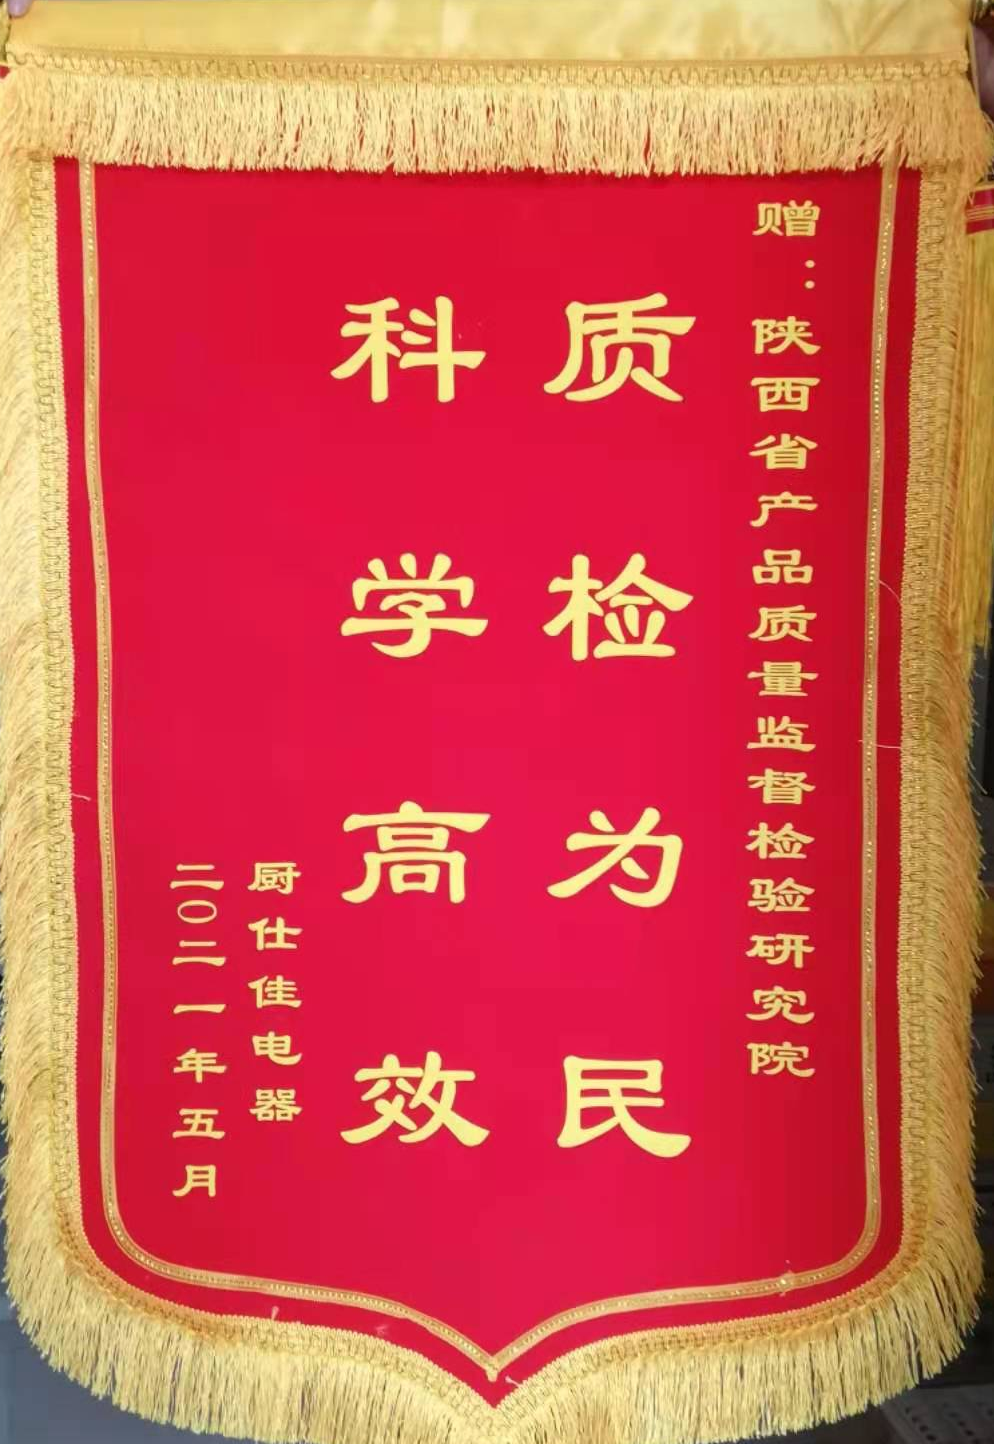 赠：陕西省产品质量监督检验研究院
质检为民
科学高效
厨仕佳电器
二〇二一年五月